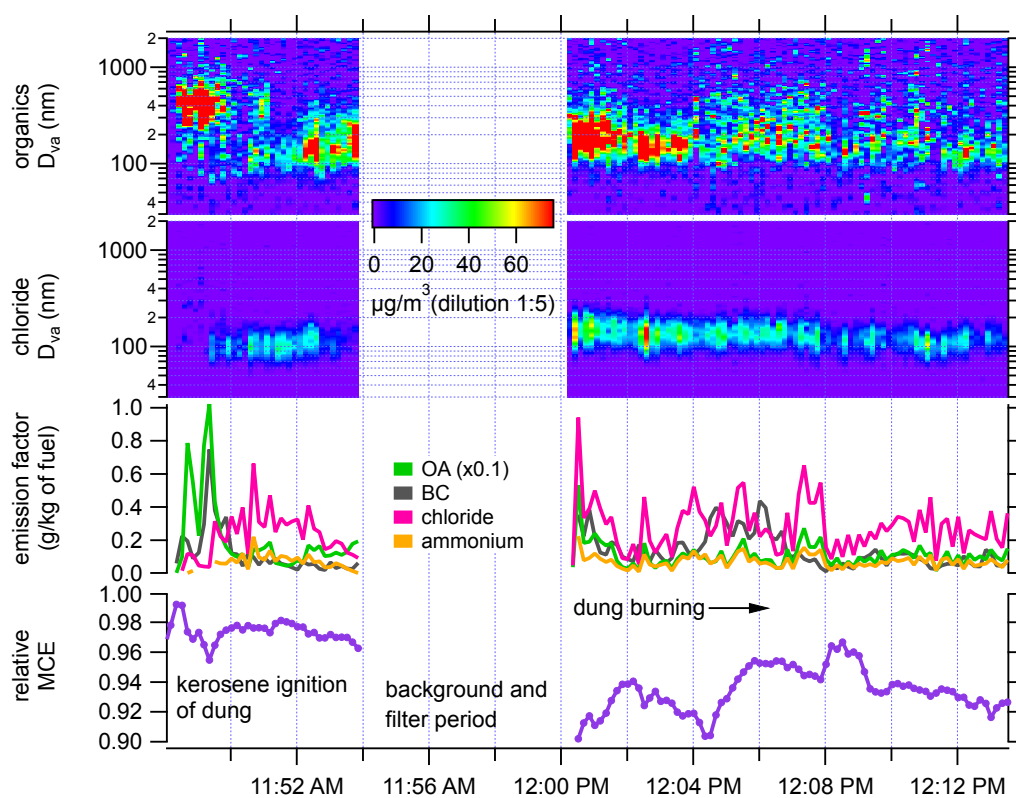 organics
Dva (nm)
2
1000
4
2
100
4
chloride
Dva (nm)
2
1000
4
2
100
4
0 20 40 60
µg/m3 (dilution 1:5)
emission factor
(g/kg of fuel)
1.0
0.8
0.6
0.4
0.2
0.0
OA (x0.1)
BC
chloride
ammonium
relative
MCE
1.00
0.98
0.96
0.94
0.92
0.90
dung burning
kerosene ignition
of dung
background and
filter period
11:52 AM 11:56 AM 12:00 PM 12:04 PM 12:08 PM 12:12 PM